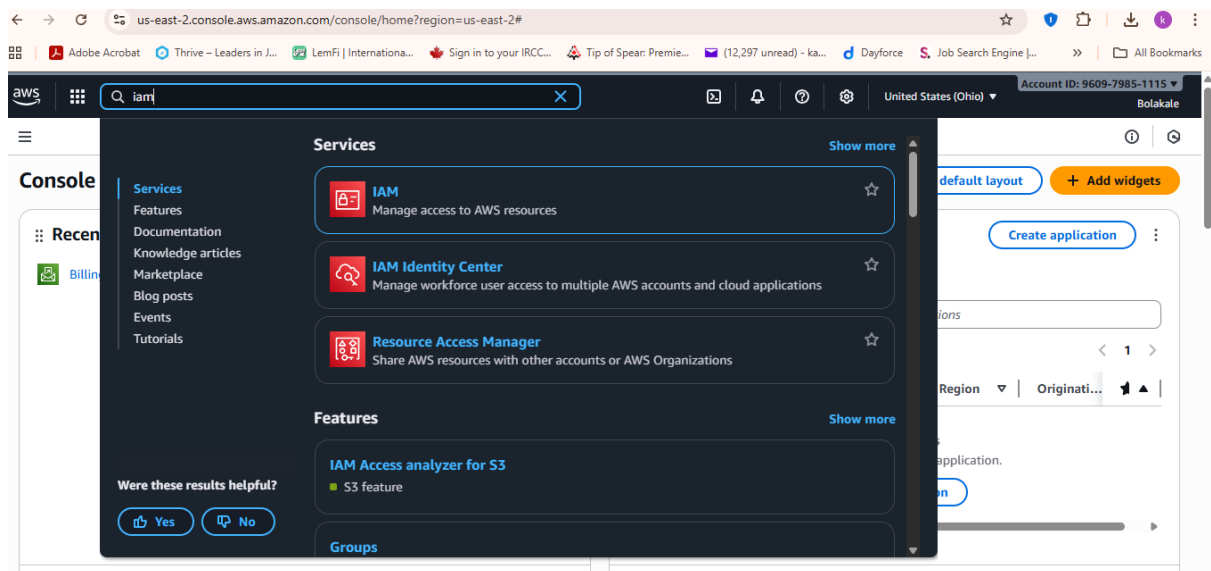 us-east-2.console.aws.amazon.com/console/home?region=us-east-2#
k
Adobe Acrobat
Thrive – Leaders in J...
LemFi | Internationa...
Sign in to your IRCC...
Tip of Spear: Premie...
(12,297 unread) - ka...
Dayforce
Job Search Engine |...
All Bookmarks
aws
iam
United States (Ohio)
Account ID: 9609-7985-1115
Bolakale
Console
default layout
+ Add widgets
Recen
Billing
Create application
Services
Features
Documentation
Knowledge articles
Marketplace
Blog posts
Events
Tutorials
Were these results helpful?
Yes
No
Services
Show more
IAM
Manage access to AWS resources
IAM Identity Center
Manage workforce user access to multiple AWS accounts and cloud applications
Resource Access Manager
Share AWS resources with other accounts or AWS Organizations
Features
Show more
IAM Access analyzer for S3
S3 feature
Groups
ions
1
Region
Originati...
application.
on